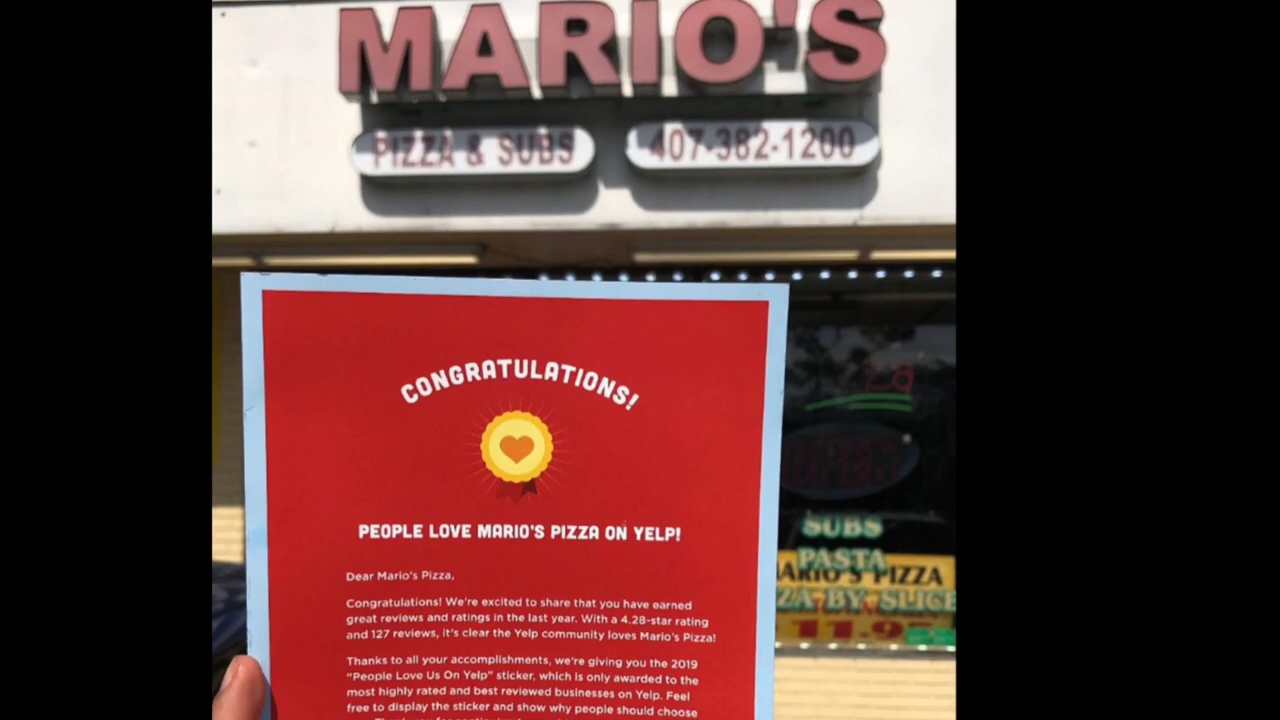 MARIO'S
PIZZA & SUBS
407-382-1200
CONGRATULATIONS!
PEOPLE LOVE MARIO'S PIZZA ON YELP!
Dear Mario's Pizza,
Congratulations! We're excited to share that you have earned
great reviews and ratings in the last year. With a 4.28-star rating
and 127 reviews, it's clear the Yelp community loves Mario's Pizza!
Thanks to all your accomplishments, we're giving you the 2019
"People Love Us On Yelp" sticker, which is only awarded to the
most highly rated and best reviewed businesses on Yelp. Feel
free to display the sticker and show why people should choose
OPEN
SUBS
PASTA
MARIO'S PIZZA
ZA BY SLICE
11.95